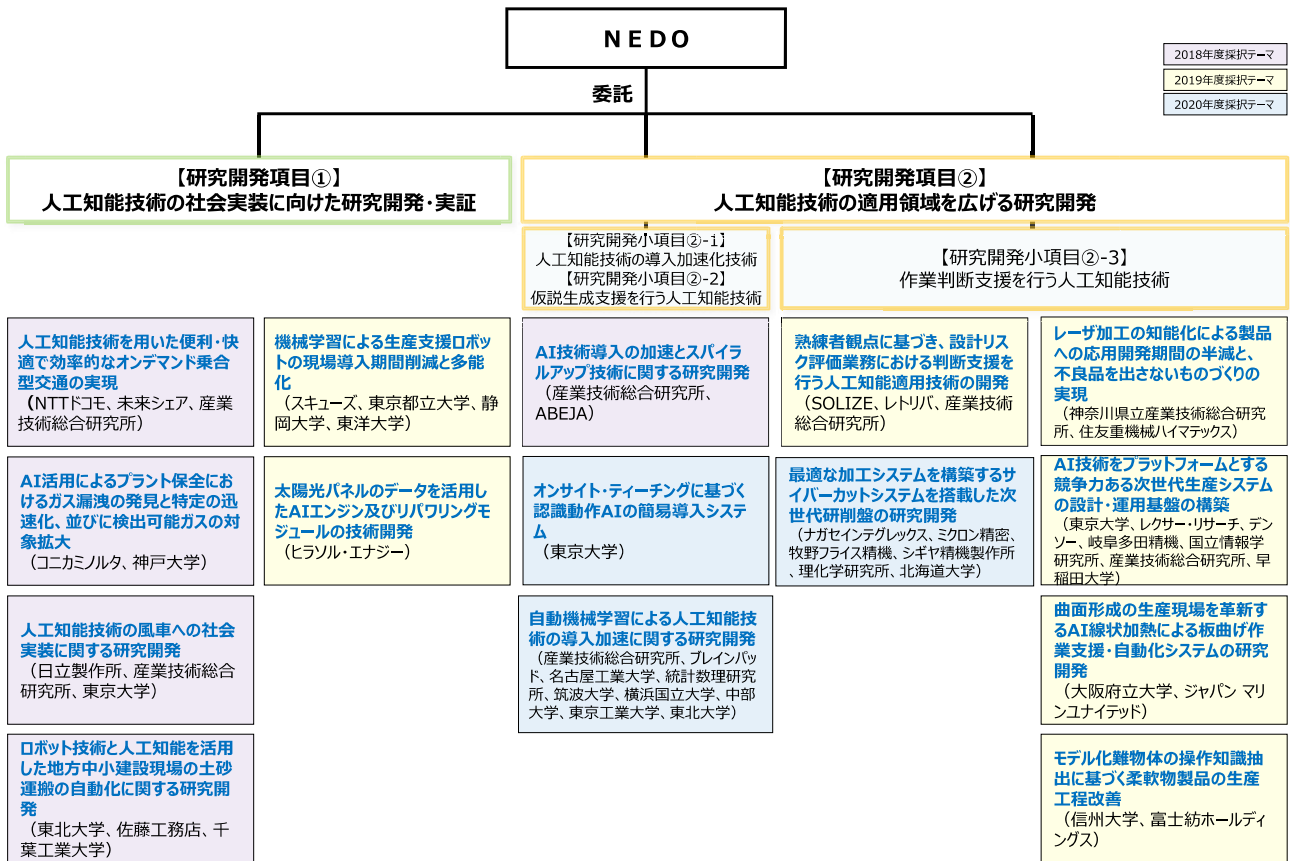 NEDO
委託
2018年度採択テーマ
2019年度採択テーマ
2020年度採択テーマ
【研究開発項目①】
人工知能技術の社会実装に向けた研究開発・実証
【研究開発項目②】
人工知能技術の適用領域を広げる研究開発
【研究開発小項目②-1】
人工知能技術の導入加速化技術
【研究開発小項目②-2】
仮説生成支援を行う人工知能技術
【研究開発小項目②-3】
作業判断支援を行う人工知能技術
人工知能技術を用いた便利・快
適で効率的なオンデマンド乗合
型交通の実現
（NTTドコモ、未来シェア、産業
技術総合研究所）
AI活用によるプラント保全にお
けるガス漏洩の発見と特定の迅
速化、並びに検出可能ガスの対
象拡大
（コニカミノルタ、神戸大学）
人工知能技術の風車への社会
実装に関する研究開発
（日立製作所、産業技術総合
研究所、東京大学）
ロボット技術と人工知能を活用
した地方中小建設現場の土砂
運搬の自動化に関する研究開
発
（東北大学、佐藤工務店、千
葉工業大学）
機械学習による生産支援ロボッ
トの現場導入期間削減と多能
化
（スキューズ、東京都立大学、静
岡大学、東洋大学）
太陽光パネルのデータを活用し
たAIエンジン及びリパワリングモ
ジュールの技術開発
（ヒラソル・エナジー）
AI技術導入の加速とスパイラ
ルアップ技術に関する研究開発
（産業技術総合研究所、
ABEJA）
オンサイト・ティーチングに基づく
認識動作AIの簡易導入システ
ム
（東京大学）
自動機械学習による人工知能技
術の導入加速に関する研究開発
（産業技術総合研究所、ブレインパッ
ド、名古屋工業大学、統計数理研究
所、筑波大学、横浜国立大学、中部
大学、東京工業大学、東北大学）
熟練者観点に基づき、設計リス
ク評価業務における判断支援を
行う人工知能適用技術の開発
（SOLIZE、レトリバ、産業技術
総合研究所）
最適な加工システムを構築するサ
イバーカットシステムを搭載した次
世代研削盤の研究開発
（ナガセインテグレックス、ミクロン精密、
牧野フライス精機、シギヤ精機製作所
、理化学研究所、北海道大学）
レーザ加工の知能化による製品
への応用開発期間の半減と、
不良品を出さないものづくりの
実現
（神奈川県立産業技術総合研究
所、住友重機械ハイマテックス）
AI技術をプラットフォームとする
競争力ある次世代生産システム
の設計・運用基盤の構築
（東京大学、レクサー・リサーチ、デン
ソー、岐阜多田精機、国立情報学
研究所、産業技術総合研究所、早
稲田大学）
曲面形成の生産現場を革新す
るAI線状加熱による板曲げ作
業支援・自動化システムの研究
開発
（大阪府立大学、ジャパン マリ
ンユナイテッド）
モデル化難物体の操作知識抽
出に基づく柔軟物製品の生産
工程改善
（信州大学、富士紡ホールディ
ングス）